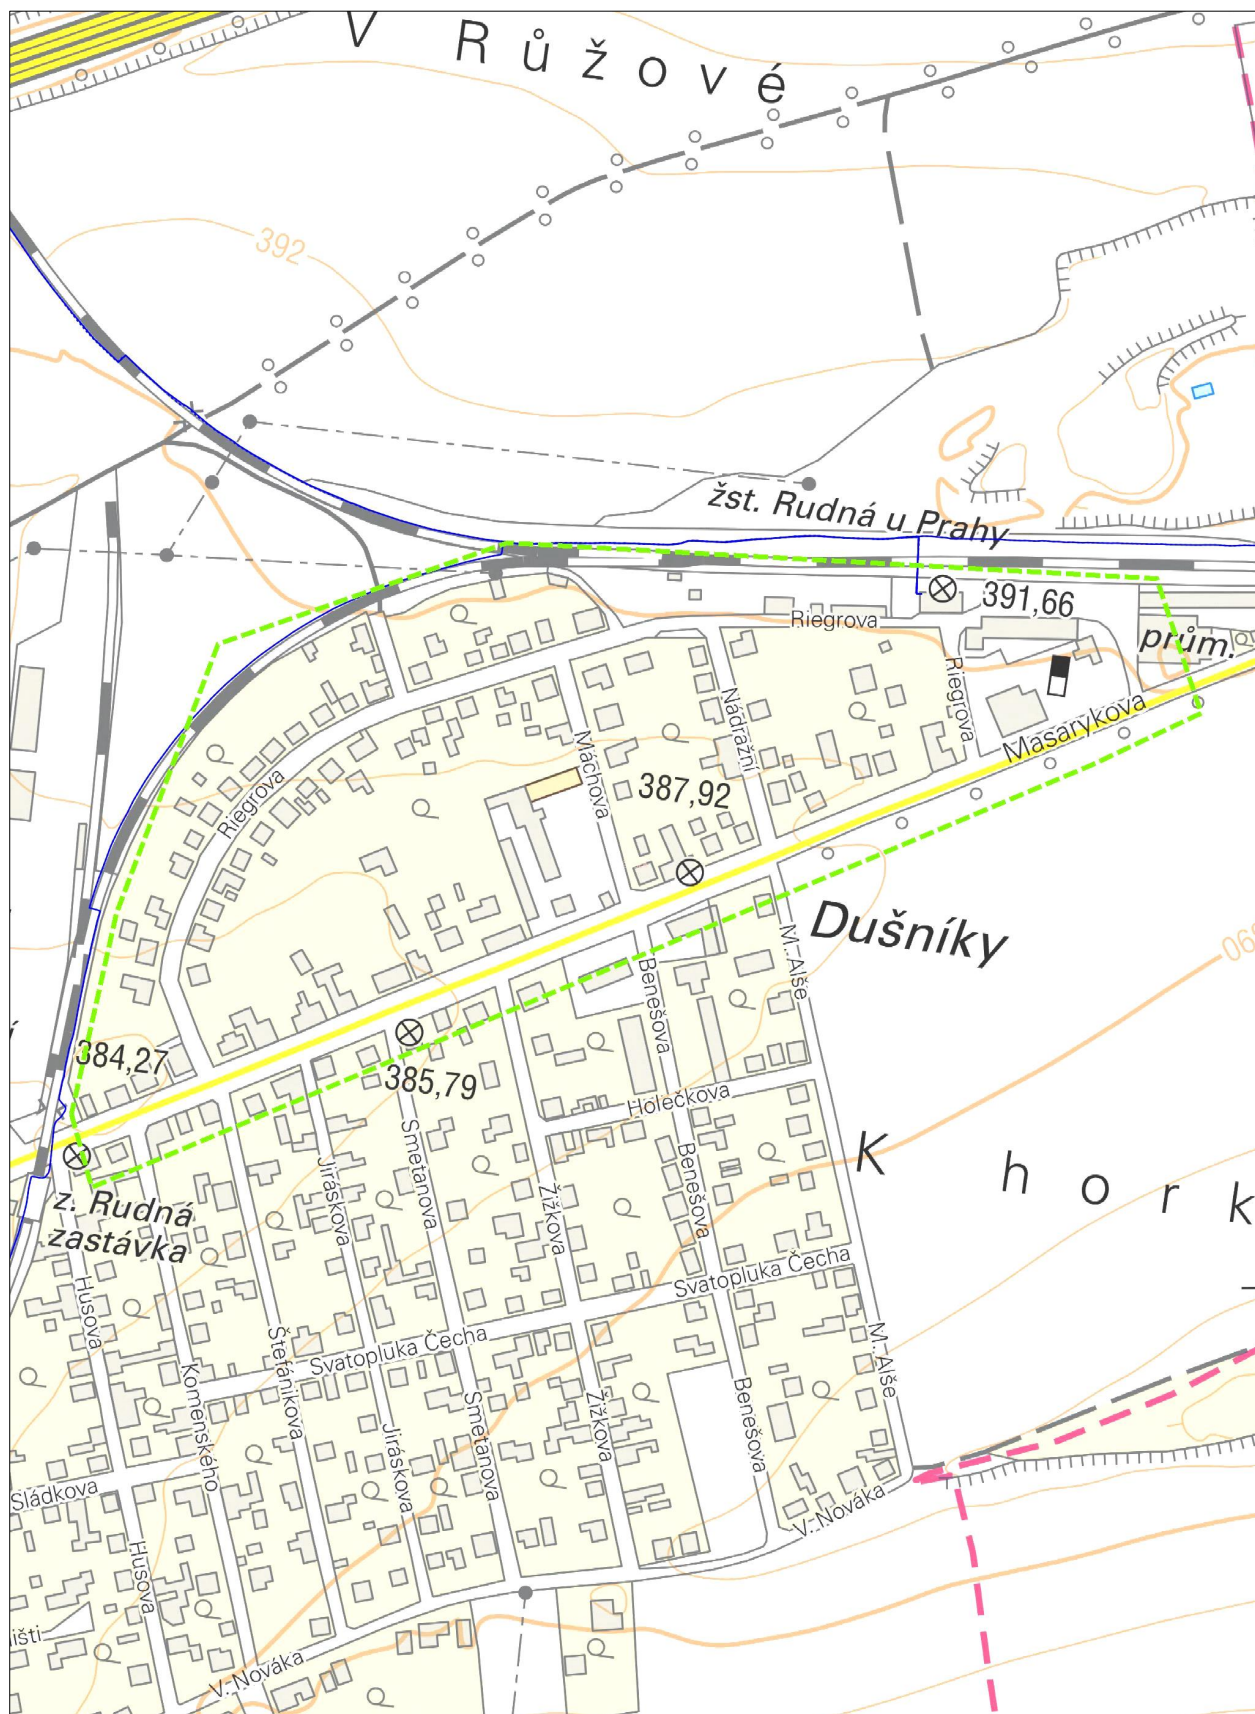 V Růžové
392
žst. Rudná u Prahy
391,66
Riegrova
prům.
Riegrova
Nádražní
Masarykova
Máchova
387,92
Riegrova
Dušníky
M. Alše
Benešova
384,27
385,79
Holečkova
K hork
Smetanova
Jiráskova
Žižkova
Benešova
z. Rudná
zastávka
Svatopluka Čecha
Husova
Štefánikova
Svatopluka Čecha
M. Alše
Komenského
Smetanova
Žižkova
Benešova
Jiráskova
Sládkova
V. Nováka
Husova
išti
V. Nováka